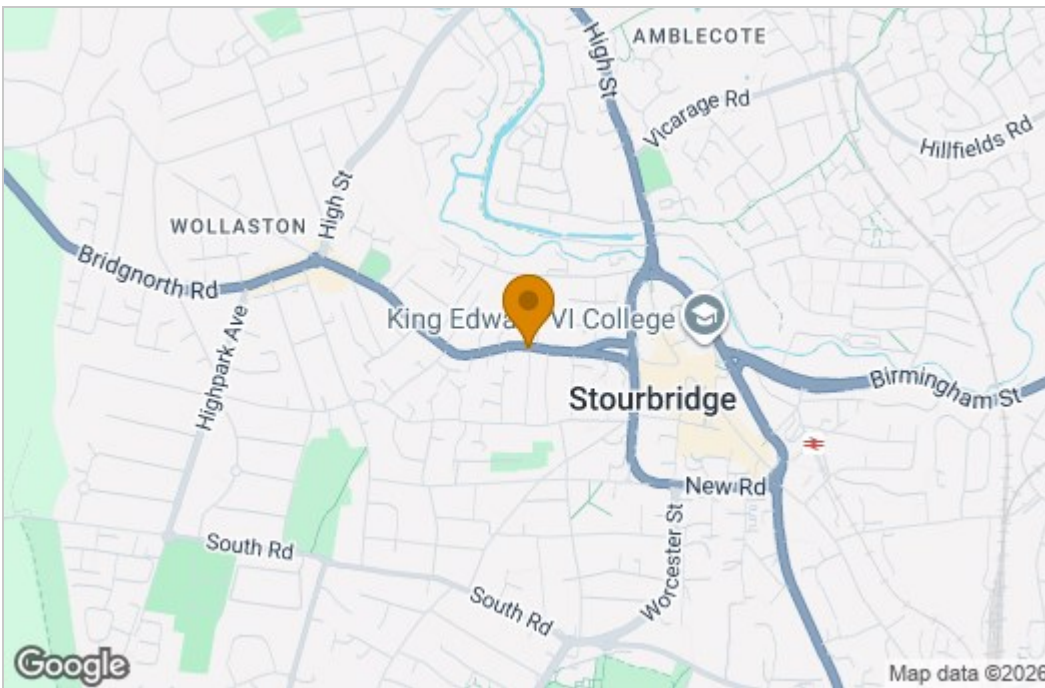 AMBLECOTE
High St
Vicarage Rd
Hillfields Rd
High St
WOLLASTON
Bridgnorth Rd
King Edwa VI College
Highpark Ave
Birmingham St
Stourbridge
New Rd
South Rd
Worcester St
South Rd
Google
Map data ©2026